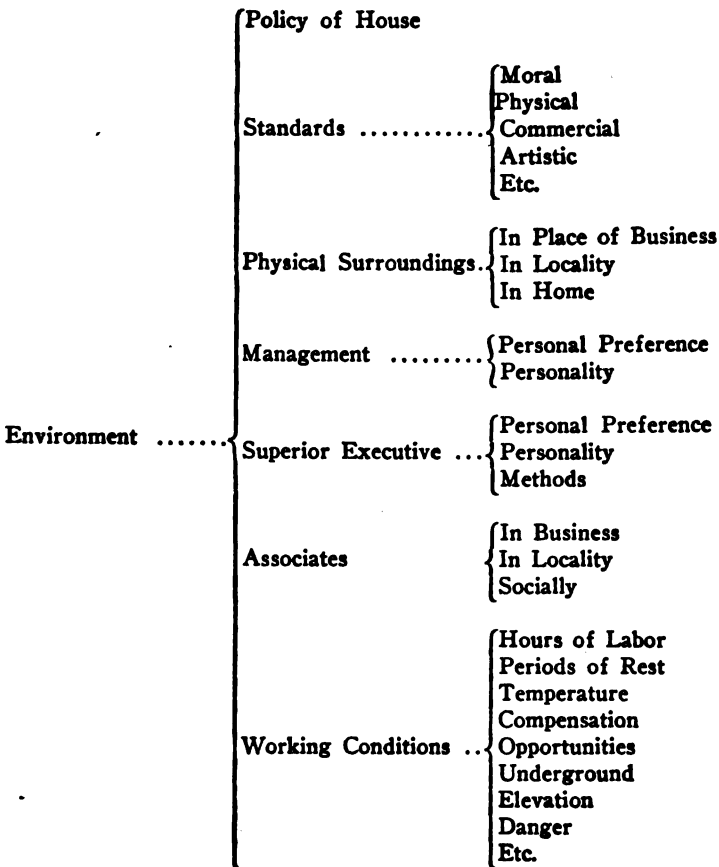 Policy of House
Moral
Physical
Standards ............ Commercial
Artistic
Etc.
In Place of Business
Physical Surroundings. In Locality
In Home
Management ......... Personal Preference
Personality
Personal Preference
Environment ....... Superior Executive ... Personality
Methods
In Business
Associates In Locality
Socially
Hours of Labor
Periods of Rest
Temperature
Compensation
Working Conditions .. Opportunities
Underground
Elevation
Danger
Etc.